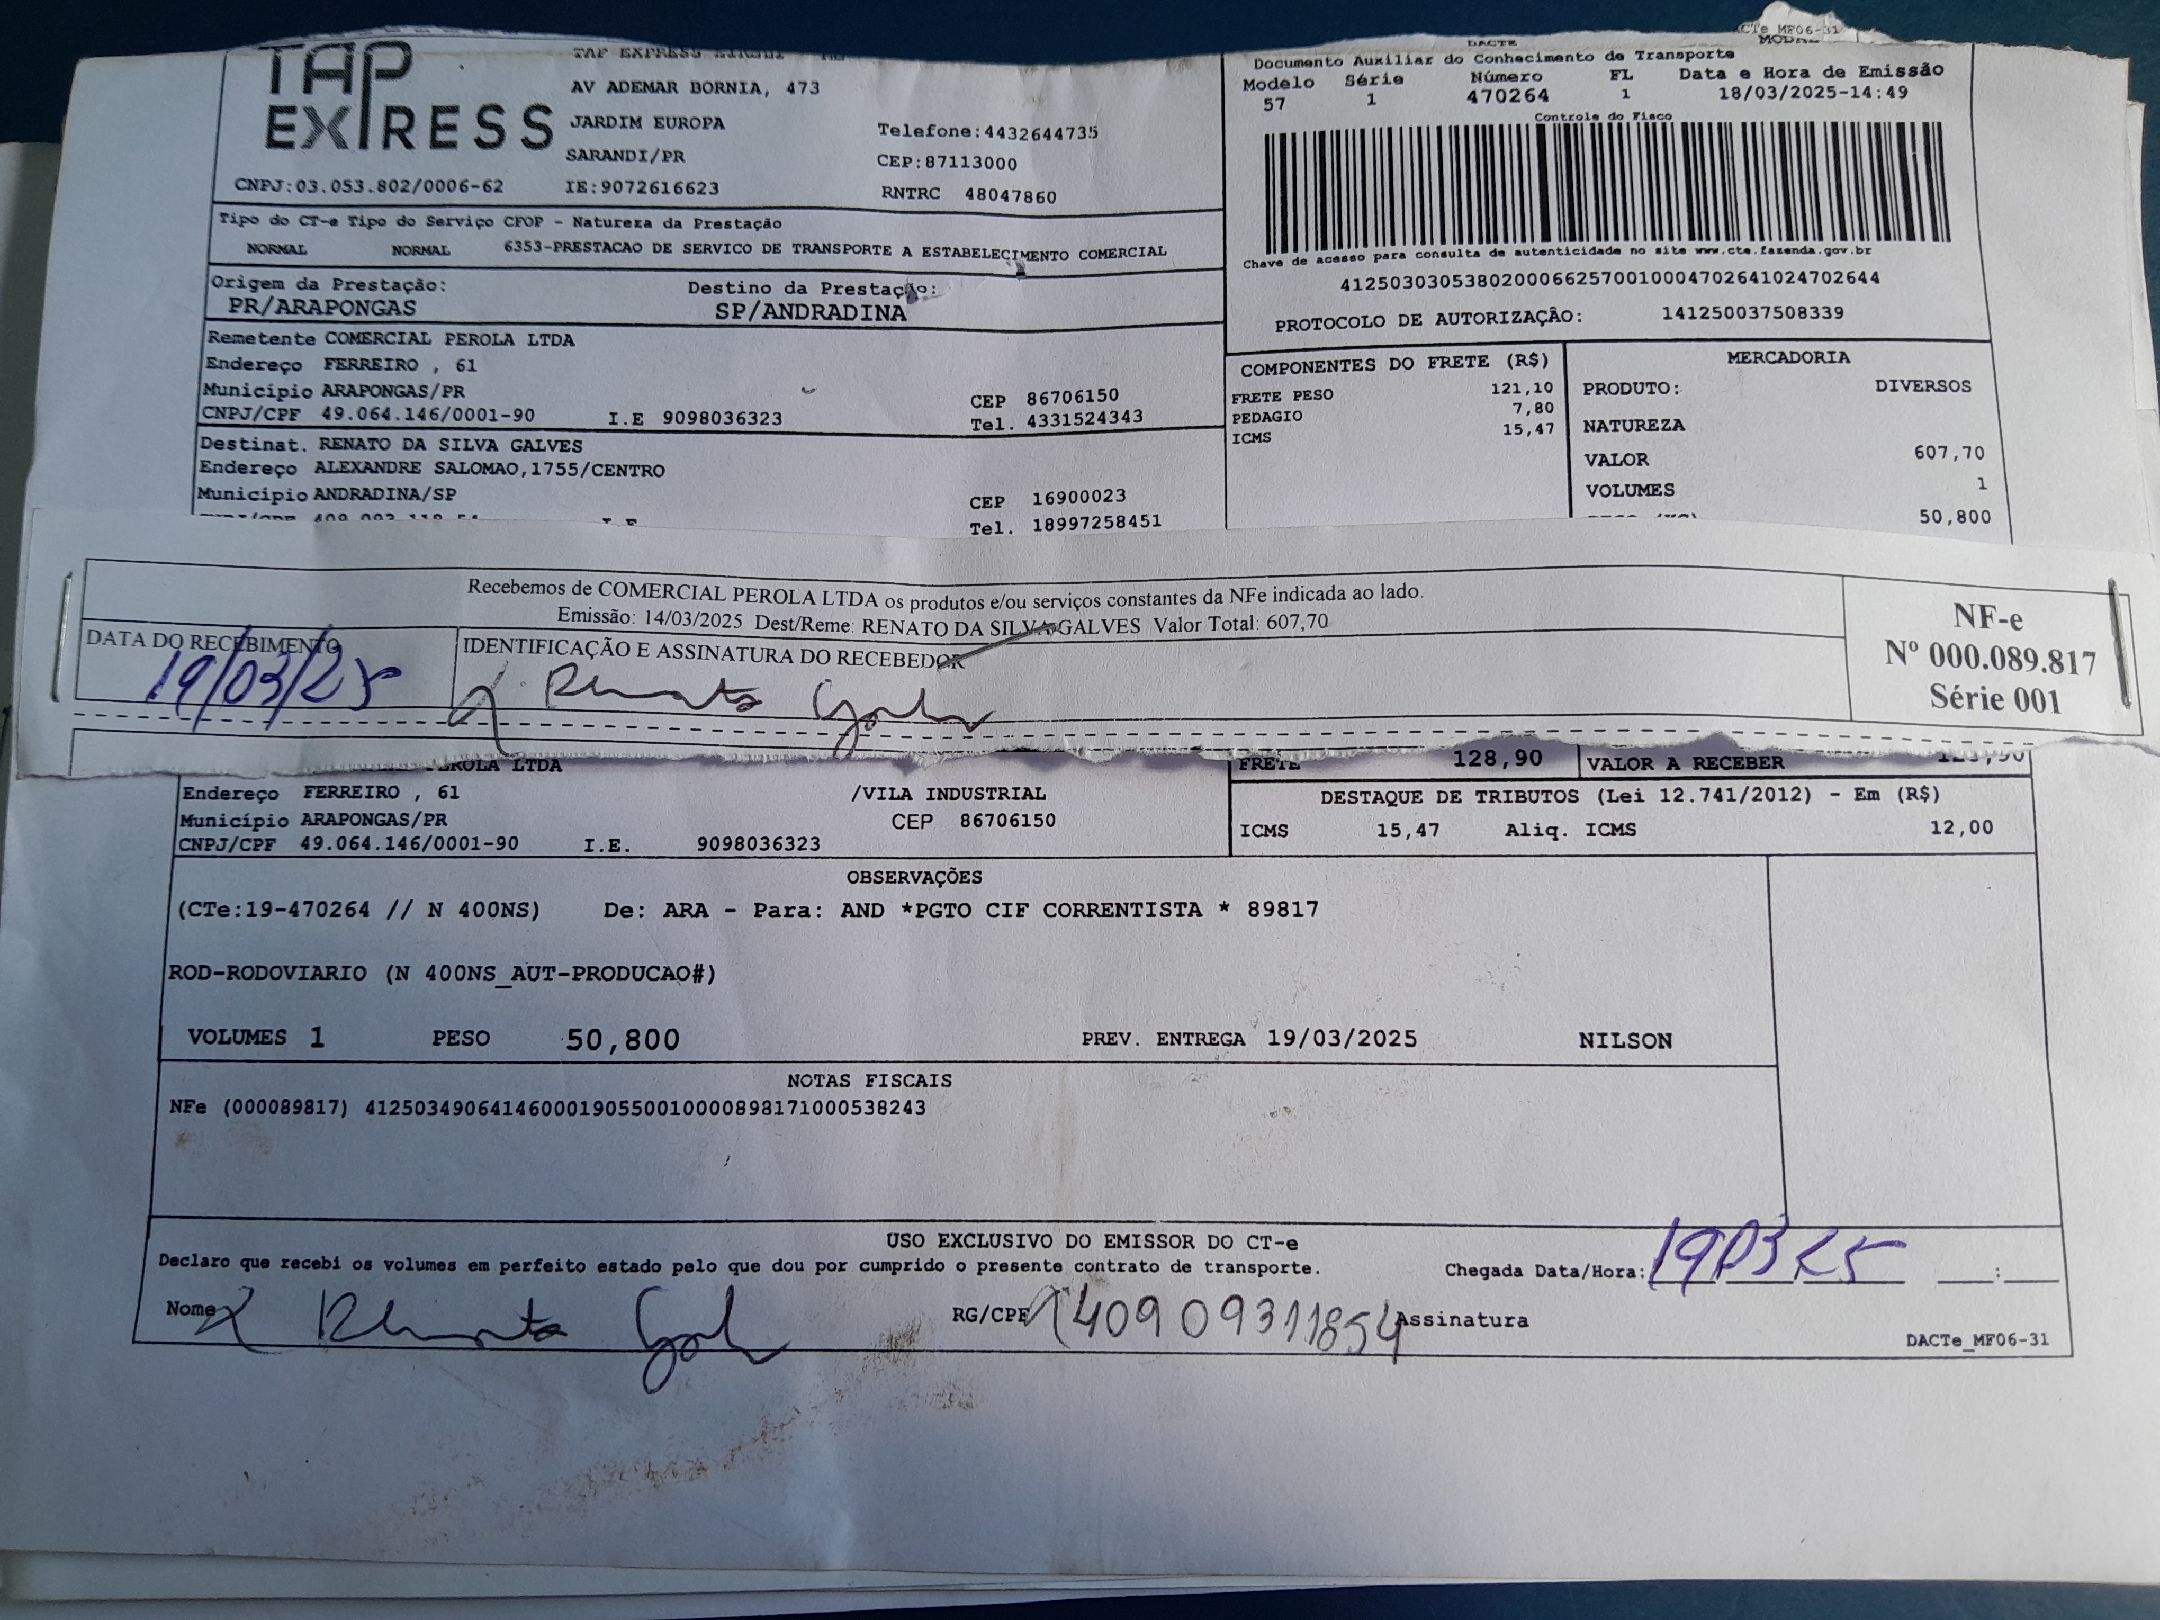 CTe_MF06-31
TAP EXPRESS
AV ADEMAR BORNIA, 473
JARDIM EUROPA
SARANDI/PR
Telefone:4432644735
CEP:87113000
CNPJ:03.053.802/0006-62 IE:9072616623 RNTRC 48047860
DACTE
Documento Auxiliar do Conhecimento de Transporte
Modelo Série Número FL Data e Hora de Emissão
57 1 470264 1 18/03/2025-14:49
Controle do Fisco
Chave de acesso para consulta de autenticidade no site www.cte.fazenda.gov.br
41250303053802000662570010004702641024702644
PROTOCOLO DE AUTORIZAÇÃO: 141250037508339
Tipo do CT-e Tipo do Serviço CFOP - Natureza da Prestação
NORMAL NORMAL 6353-PRESTACAO DE SERVICO DE TRANSPORTE A ESTABELECIMENTO COMERCIAL
Origem da Prestação: Destino da Prestação:
PR/ARAPONGAS SP/ANDRADINA
Remetente COMERCIAL PEROLA LTDA
Endereço FERREIRO , 61
Município ARAPONGAS/PR CEP 86706150
CNPJ/CPF 49.064.146/0001-90 I.E 9098036323 Tel. 4331524343
Destinat. RENATO DA SILVA GALVES
Endereço ALEXANDRE SALOMAO,1755/CENTRO
Município ANDRADINA/SP CEP 16900023
Tel. 18997258451
COMPONENTES DO FRETE (R$)
FRETE PESO 121,10
PEDAGIO 7,80
ICMS 15,47
MERCADORIA
PRODUTO: DIVERSOS
NATUREZA
VALOR 607,70
VOLUMES 1
50,800
Recebemos de COMERCIAL PEROLA LTDA os produtos e/ou serviços constantes da NFe indicada ao lado.
Emissão: 14/03/2025 Dest/Reme: RENATO DA SILVA GALVES Valor Total: 607,70
DATA DO RECEBIMENTO IDENTIFICAÇÃO E ASSINATURA DO RECEBEDOR
19/03/25
NF-e
Nº 000.089.817
Série 001
PEROLA LTDA
FRETE 128,90 VALOR A RECEBER
Endereço FERREIRO , 61 /VILA INDUSTRIAL
Município ARAPONGAS/PR CEP 86706150
CNPJ/CPF 49.064.146/0001-90 I.E. 9098036323
DESTAQUE DE TRIBUTOS (Lei 12.741/2012) - Em (R$)
ICMS 15,47 Aliq. ICMS 12,00
OBSERVAÇÕES
(CTe:19-470264 // N 400NS) De: ARA - Para: AND *PGTO CIF CORRENTISTA * 89817
ROD-RODOVIARIO (N 400NS_AUT-PRODUCAO#)
VOLUMES 1 PESO 50,800 PREV. ENTREGA 19/03/2025 NILSON
NOTAS FISCAIS
NFe (000089817) 41250349064146000190550010000898171000538243
USO EXCLUSIVO DO EMISSOR DO CT-e
Declaro que recebi os volumes em perfeito estado pelo que dou por cumprido o presente contrato de transporte. Chegada Data/Hora: 19 03 25 :
Nome RG/CPF 40909311854 Assinatura
DACTe_MF06-31